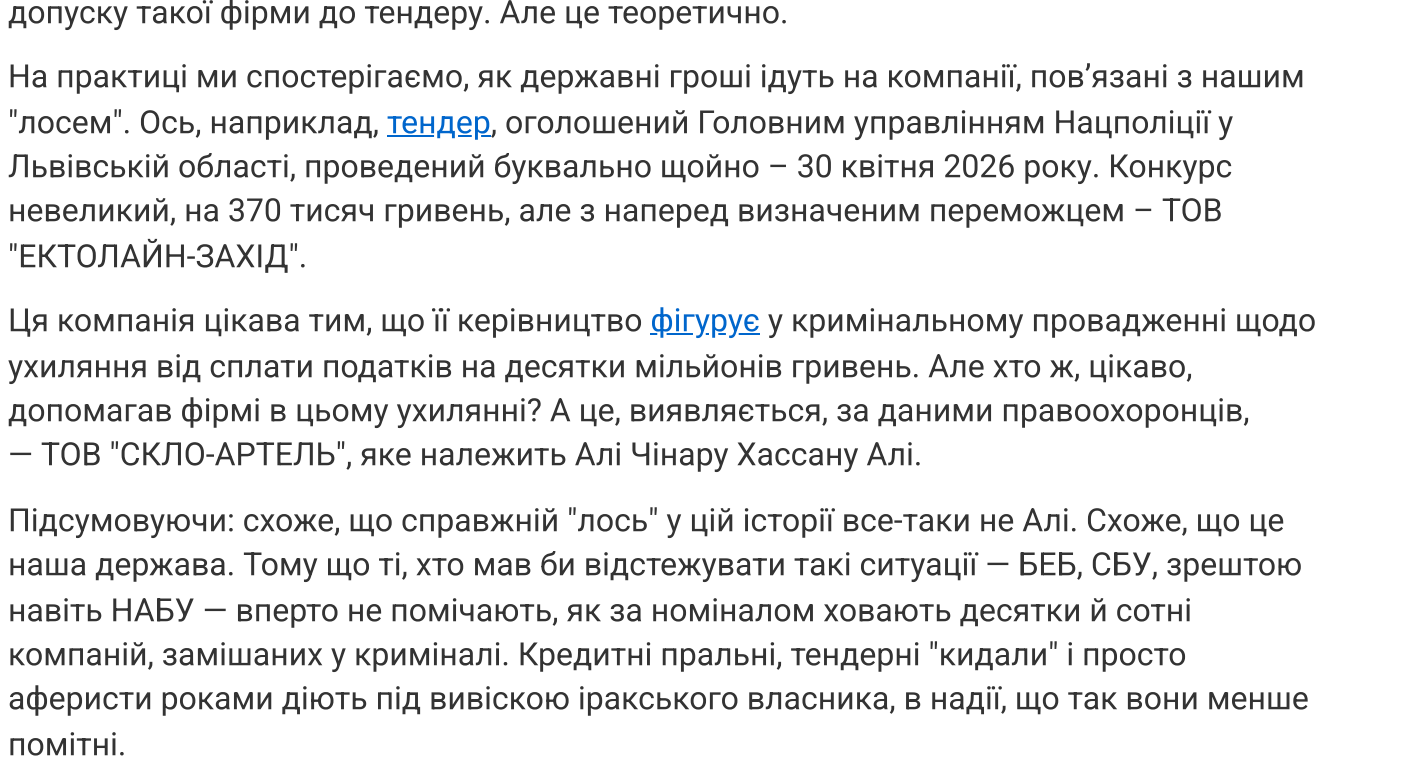 допуску такої фірми до тендеру. Але це теоретично.
На практиці ми спостерігаємо, як державні гроші ідуть на компанії, пов’язані з нашим
"лосем". Ось, наприклад, тендер, оголошений Головним управлінням Нацполіції у
Львівській області, проведений буквально щойно – 30 квітня 2026 року. Конкурс
невеликий, на 370 тисяч гривень, але з наперед визначеним переможцем – ТОВ
"ЕКТОЛАЙН-ЗАХІД".
Ця компанія цікава тим, що її керівництво фігурує у кримінальному провадженні щодо
ухиляння від сплати податків на десятки мільйонів гривень. Але хто ж, цікаво,
допомагав фірмі в цьому ухилянні? А це, виявляється, за даними правоохоронців,
— ТОВ "СКЛО-АРТЕЛЬ", яке належить Алі Чінару Хассану Алі.
Підсумовуючи: схоже, що справжній "лось" у цій історії все-таки не Алі. Схоже, що це
наша держава. Тому що ті, хто мав би відстежувати такі ситуації — БЕБ, СБУ, зрештою
навіть НАБУ — вперто не помічають, як за номіналом ховають десятки й сотні
компаній, замішаних у криміналі. Кредитні пральні, тендерні "кидали" і просто
аферисти роками діють під вивіскою іракського власника, в надії, що так вони менше
помітні.